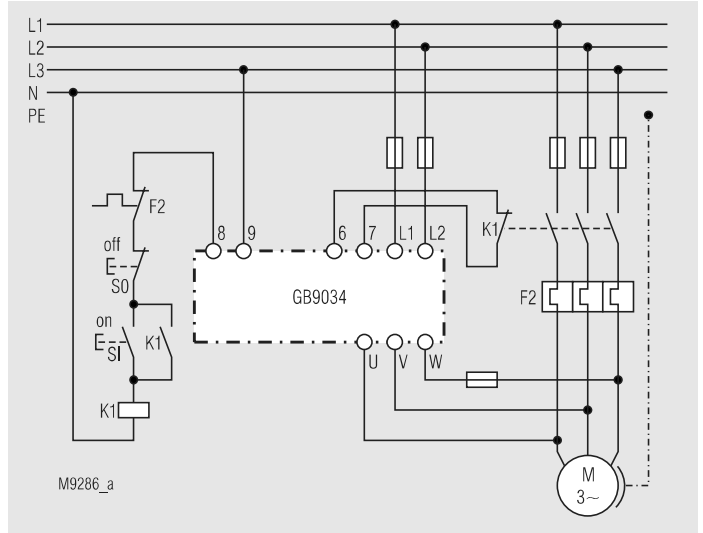 L1
L2
L3
N
PE
F2
8
9
6
7
L1
L2
K1
off
S0
GB9034
F2
on
SI
K1
U
V
W
K1
M9286_a
M
3~